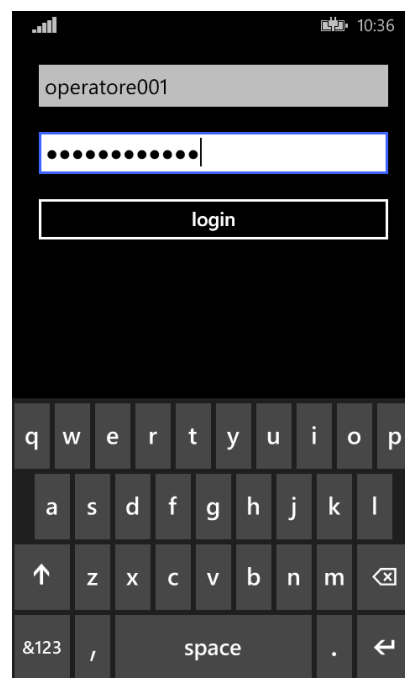 10:36
operatore001
●●●●●●●●●●●●
login
q w e r t y u i o p
a s d f g h j k l
z x c v b n m
&123 , space .